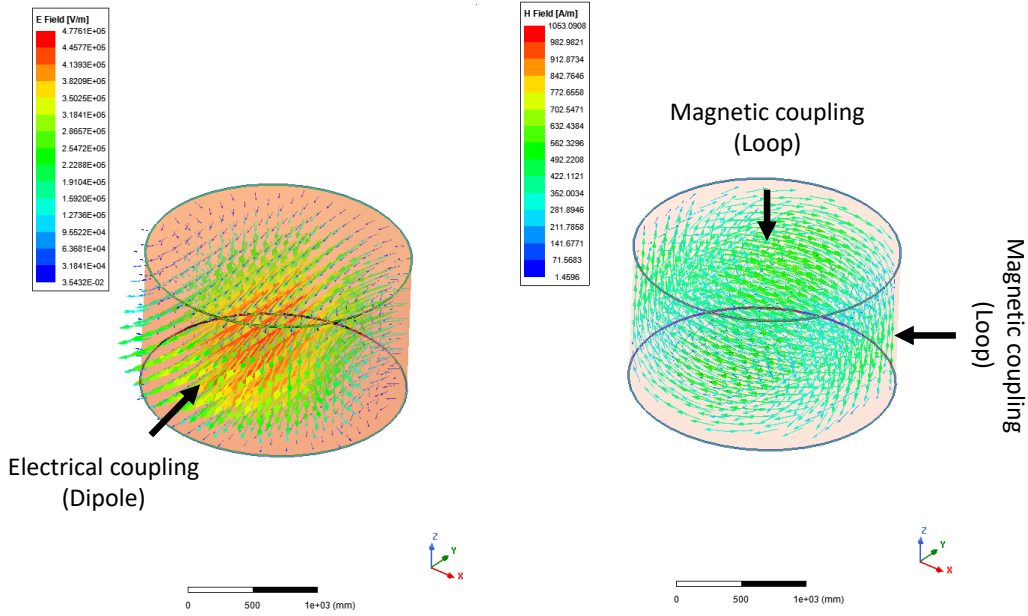 E Field [V/m]
4.7761E+05
4.4577E+05
4.1393E+05
3.8209E+05
3.5025E+05
3.1841E+05
2.8657E+05
2.5472E+05
2.2288E+05
1.9104E+05
1.5920E+05
1.2736E+05
9.5522E+04
6.3681E+04
3.1841E+04
3.5432E-02
Electrical coupling
(Dipole)
Z
Y
X
0
500
1e+03 (mm)
H Field [A/m]
1053.0908
982.9821
912.8734
842.7646
772.6558
702.5471
632.4384
562.3296
492.2208
422.1121
352.0034
281.8946
211.7858
141.6771
71.5683
1.4596
Magnetic coupling
(Loop)
Magnetic coupling
(Loop)
Z
Y
X
0
500
1e+03 (mm)